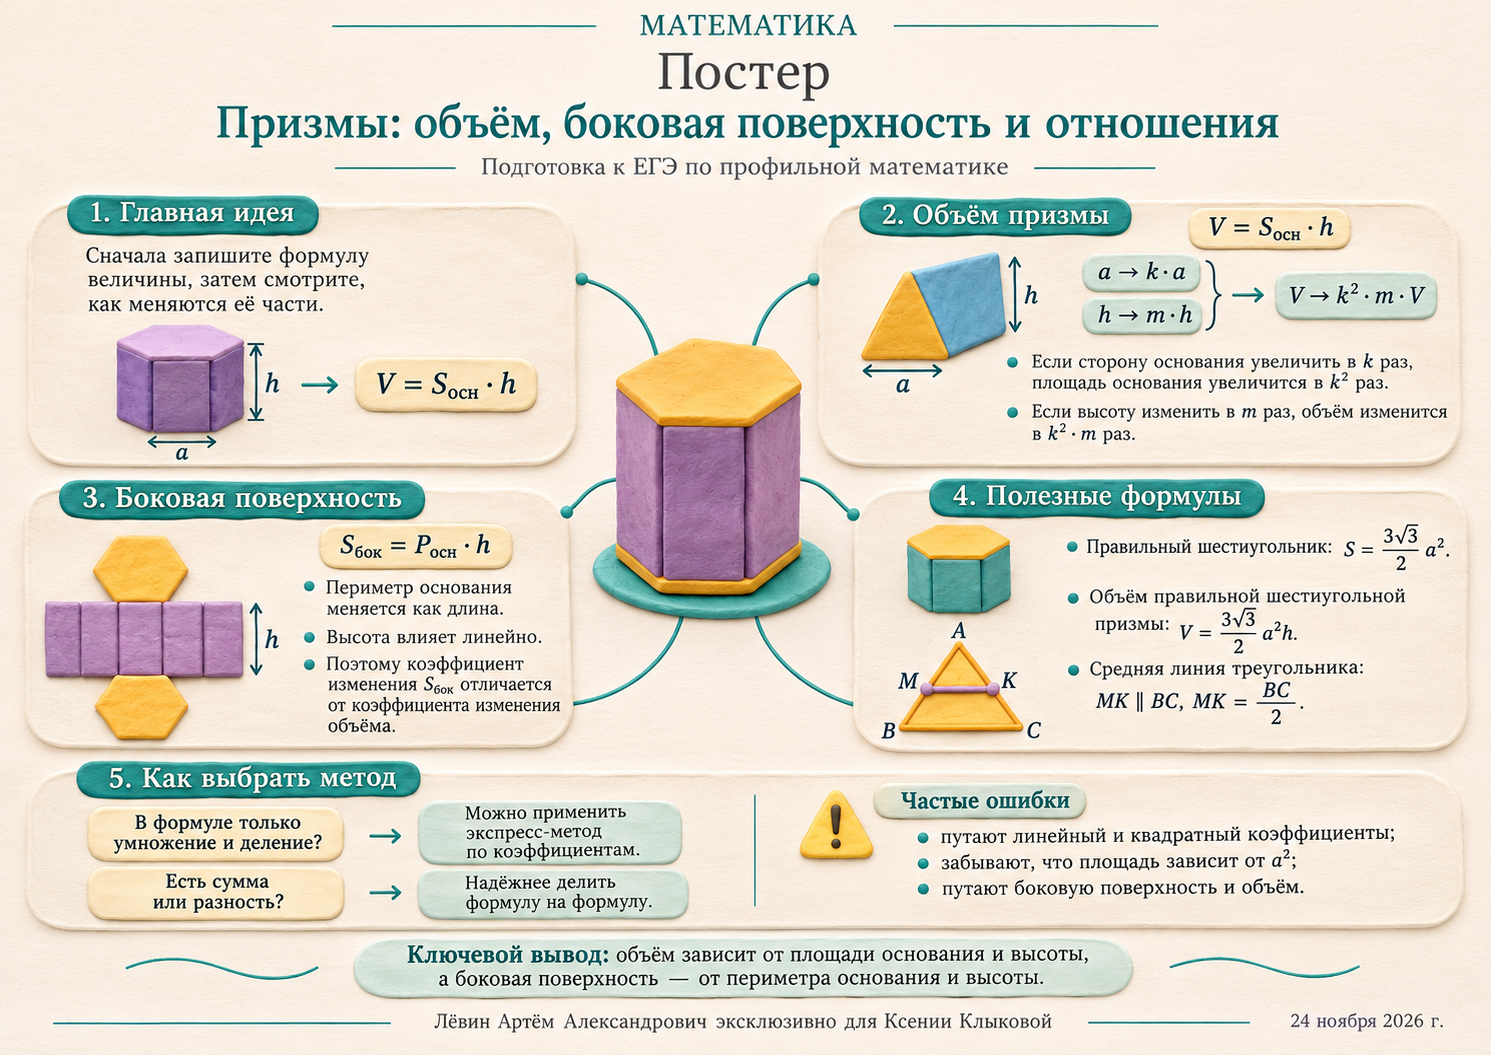 МАТЕМАТИКА
Постер
Призмы: объём, боковая поверхность и отношения
Подготовка к ЕГЭ по профильной математике
1. Главная идея
Сначала запишите формулу
величины, затем смотрите,
как меняются её части.
h
V = Sосн · h
a
2. Объём призмы
V = Sосн · h
h
a
a → k · a
h → m · h
V → k² · m · V
Если сторону основания увеличить в k раз,
площадь основания увеличится в k² раз.
Если высоту изменить в m раз, объём изменится
в k² · m раз.
3. Боковая поверхность
Sбок = Pосн · h
h
Периметр основания
меняется как длина.
Высота влияет линейно.
Поэтому коэффициент
изменения Sбок отличается
от коэффициента изменения
объёма.
4. Полезные формулы
Правильный шестиугольник: S = 3√3/2 a².
Объём правильной шестиугольной
призмы: V = 3√3/2 a²h.
Средняя линия треугольника:
MK ∥ BC, MK = BC/2.
A
M K
B C
5. Как выбрать метод
В формуле только
умножение и деление?
Можно применить
экспресс-метод
по коэффициентам.
Есть сумма
или разность?
Надёжнее делить
формулу на формулу.
!
Частые ошибки
путают линейный и квадратный коэффициенты;
забывают, что площадь зависит от a²;
путают боковую поверхность и объём.
Ключевой вывод: объём зависит от площади основания и высоты,
а боковая поверхность — от периметра основания и высоты.
Лёвин Артём Александрович эксклюзивно для Ксении Клыковой
24 ноября 2026 г.